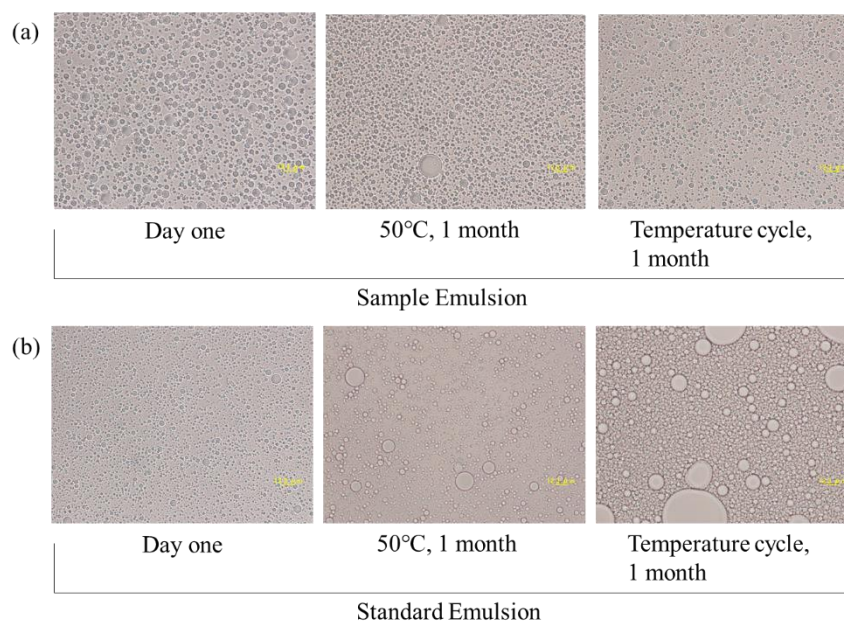 (a)
Day one
50°C, 1 month
Temperature cycle,
1 month
Sample Emulsion
(b)
Day one
50°C, 1 month
Temperature cycle,
1 month
Standard Emulsion